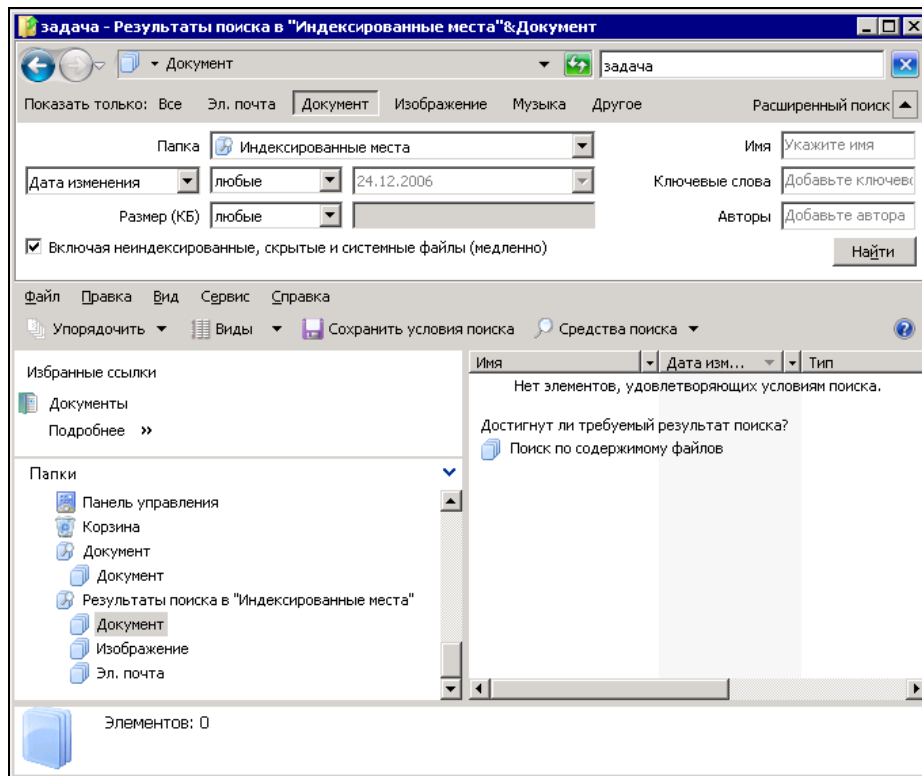 задача - Результаты поиска в "Индексированные места"&Документ
Документ
задача
Показать только: Все Эл. почта Документ Изображение Музыка Другое Расширенный поиск
Папка Индексированные места Имя Укажите имя
Дата изменения любые 24.12.2006 Ключевые слова Добавьте ключево
Размер (КБ) любые Авторы Добавьте автора
Включая неиндексированные, скрытые и системные файлы (медленно) Найти
Файл Правка Вид Сервис Справка
Упорядочить Виды Сохранить условия поиска Средства поиска
Избранные ссылки
Документы
Подробнее »
Папки
Панель управления
Корзина
Документ
Документ
Результаты поиска в "Индексированные места"
Документ
Изображение
Эл. почта
Имя Дата изм... Тип
Нет элементов, удовлетворяющих условиям поиска.
Достигнут ли требуемый результат поиска?
Поиск по содержимому файлов
Элементов: 0